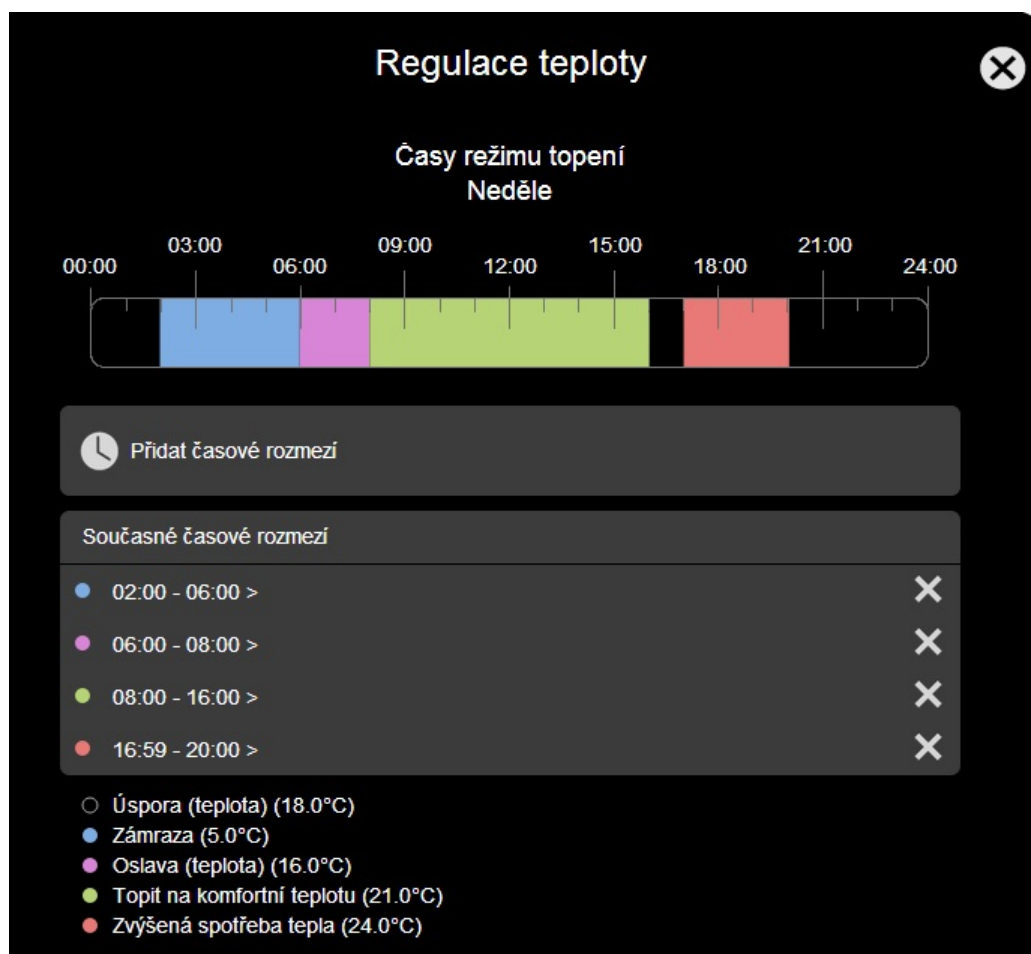 Regulace teploty
Časy režimu topení
Neděle
03:00 09:00 15:00 21:00
00:00 06:00 12:00 18:00 24:00
Přidat časové rozmezí
Současné časové rozmezí
02:00 - 06:00 >
06:00 - 08:00 >
08:00 - 16:00 >
16:59 - 20:00 >
Úspora (teplota) (18.0°C)
Zámraza (5.0°C)
Oslava (teplota) (16.0°C)
Topit na komfortní teplotu (21.0°C)
Zvýšená spotřeba tepla (24.0°C)